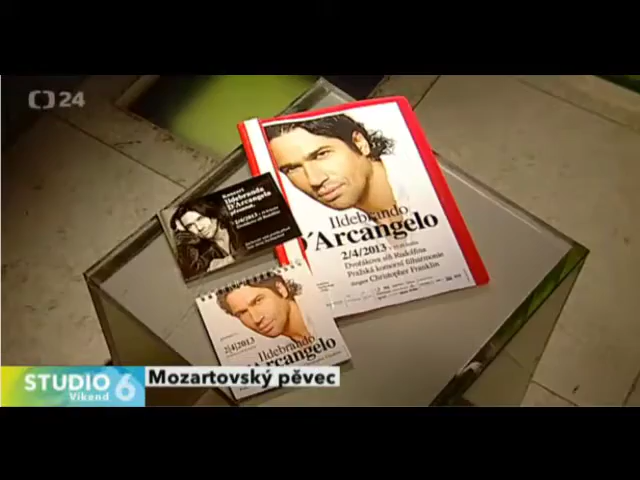 ČT24
Koncert
Ildebranda
D'Arcangela
2/4/2013
Ildebrando
D'Arcangelo
2/4/2013
Dvořákova síň Rudolfina
Pražská komorní filharmonie
dirigent Christopher Franklin
2|4|2013
Ildebrando
D'Arcangelo
STUDIO 6
Víkend
Mozartovský pěvec